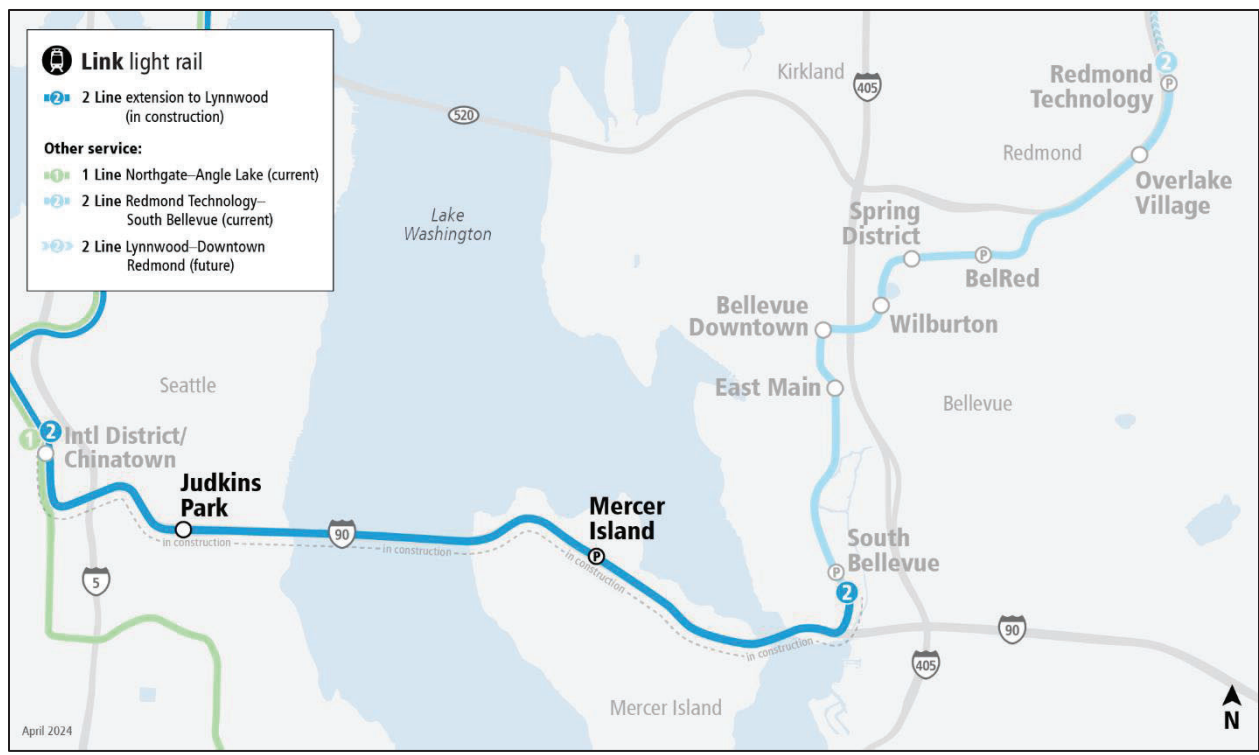 Link light rail
2 2 Line extension to Lynnwood
(in construction)
Other service:
1 1 Line Northgate–Angle Lake (current)
2 2 Line Redmond Technology–
South Bellevue (current)
2 2 Line Lynnwood–Downtown
Redmond (future)
520
Lake
Washington
Kirkland
405
2
P
Redmond
Technology
Redmond
Overlake
Village
Spring
District
P
BelRed
Bellevue
Downtown
Wilburton
East Main
Bellevue
Seattle
1
2
Intl District/
Chinatown
Judkins
Park
in construction
90
in construction
Mercer
Island
P
in construction
South
Bellevue
P
2
in construction
5
90
405
Mercer Island
April 2024
N